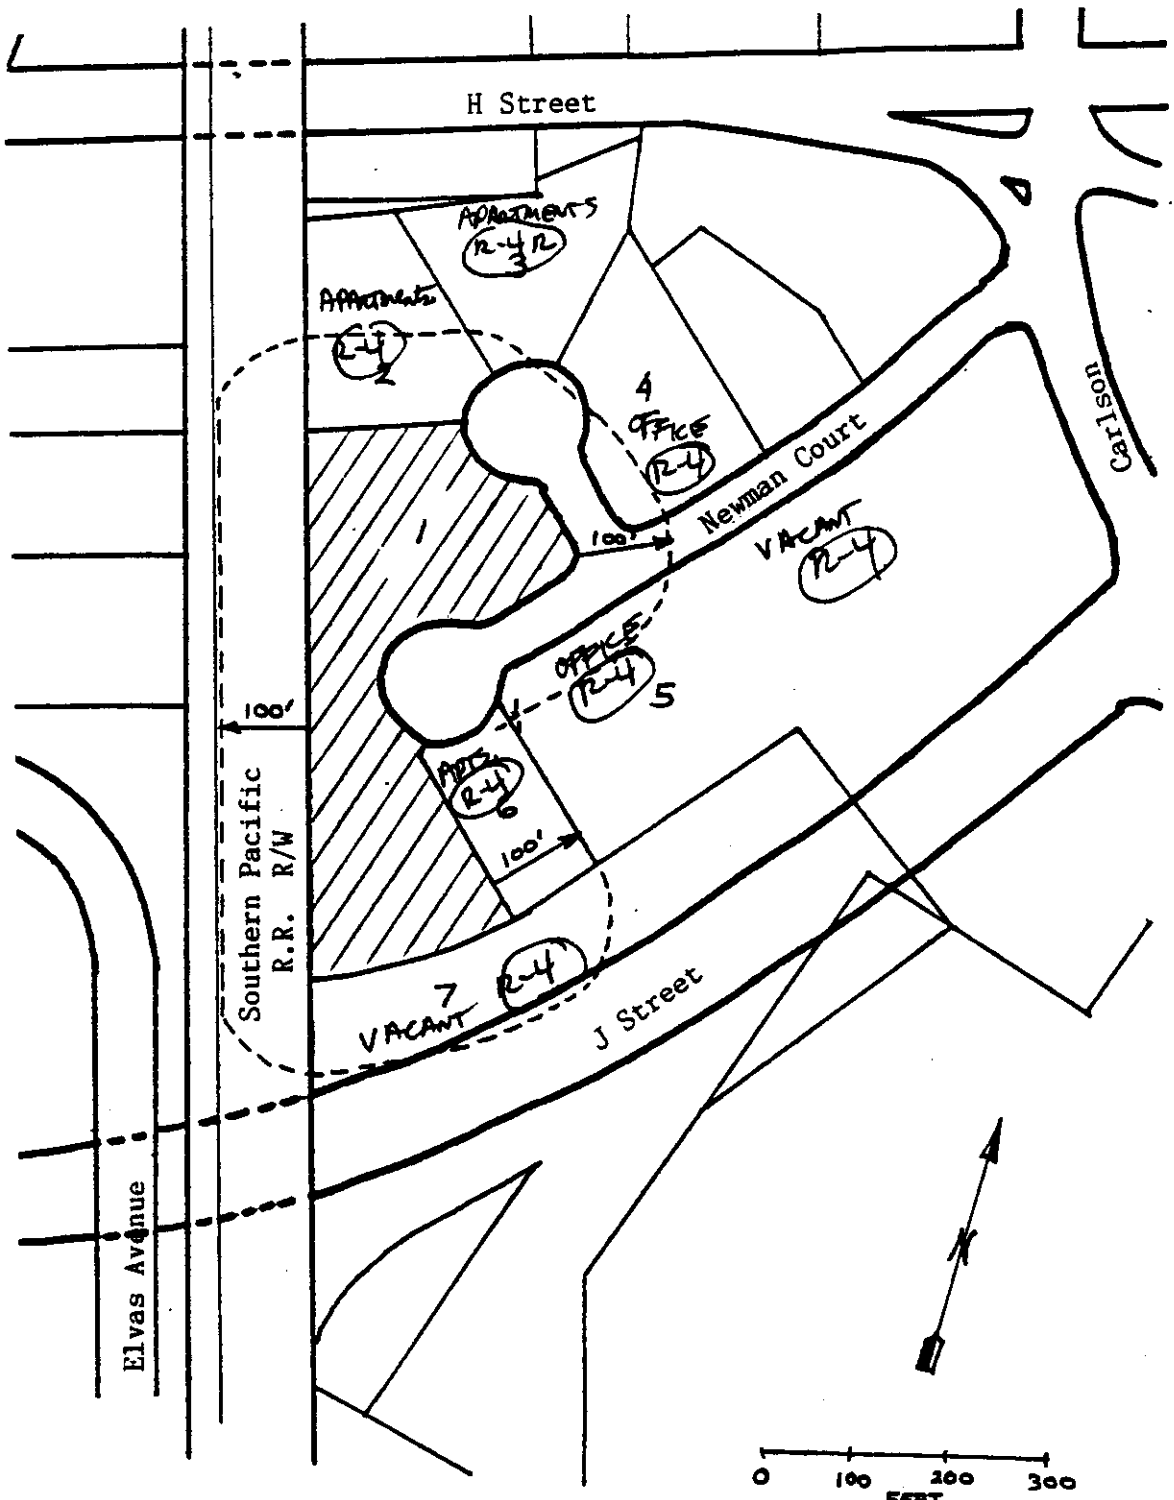 H Street
APARTMENTS
R-4 R
3
APARTMENTS
R-4
2
4
OFFICE
R-4
Carlson
Newman Court
1
100'
VACANT
R-4
OFFICE
R-4
5
100'
APTS.
R-4
6
100'
Southern Pacific
R.R. R/W
R-4
7
VACANT
J Street
Elvas Avenue
N
0 100 200 300
FEET